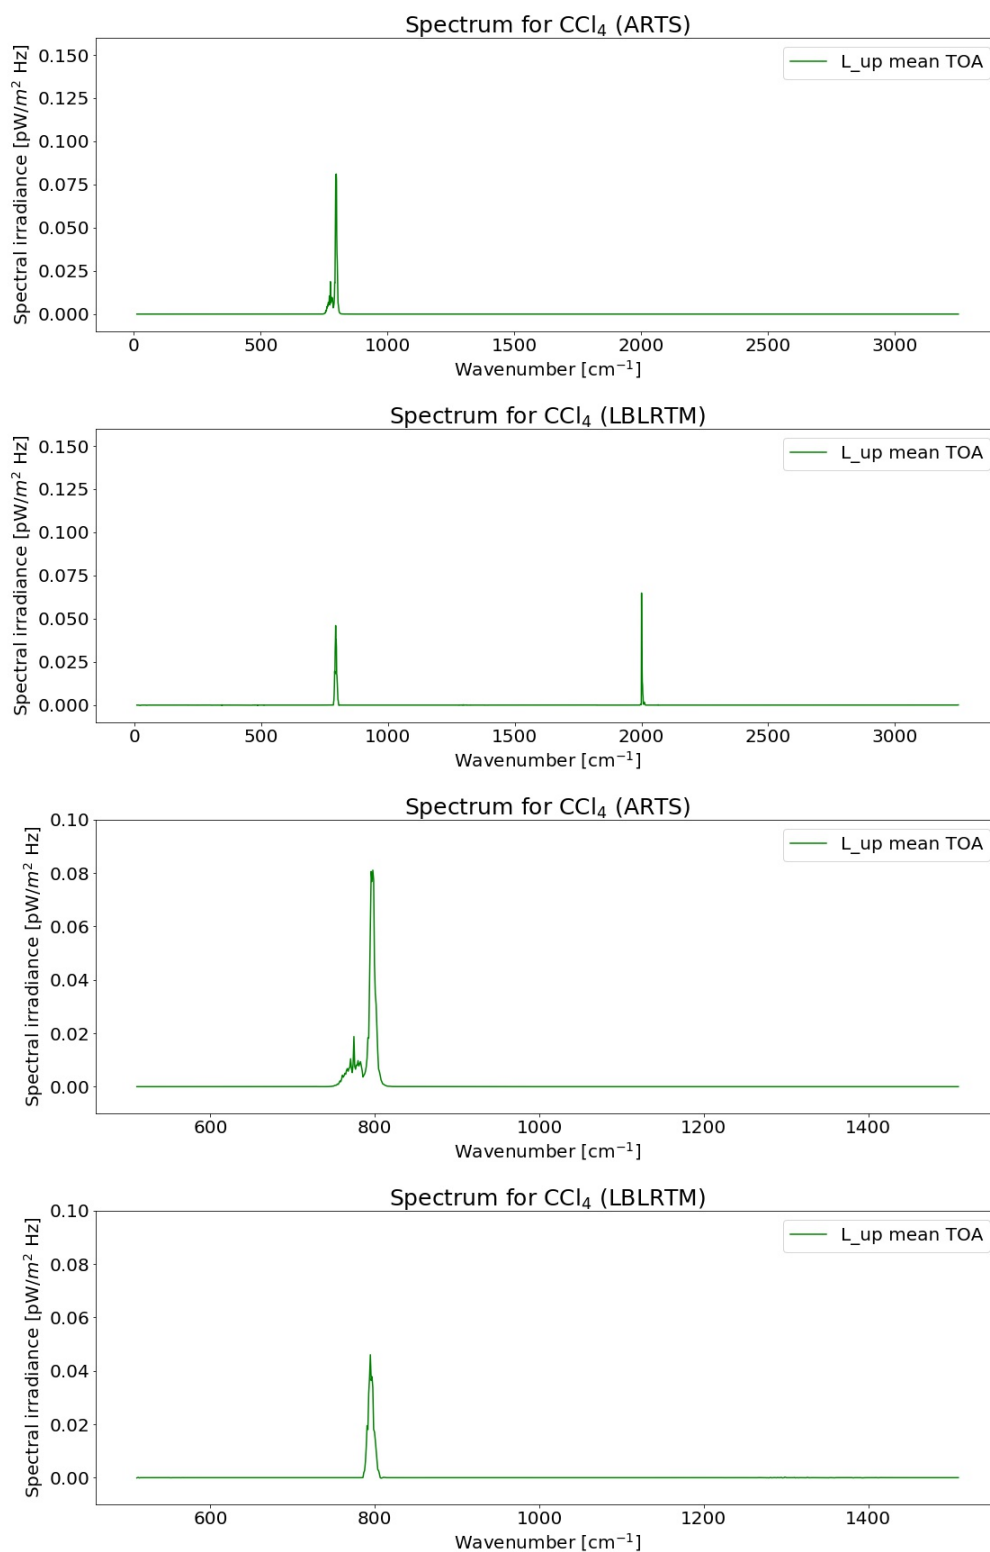 Spectrum for CCl₄ (ARTS)
L_up mean TOA
Spectral irradiance [pW/m² Hz]
0.150
0.125
0.100
0.075
0.050
0.025
0.000
0 500 1000 1500 2000 2500 3000
Wavenumber [cm⁻¹]
Spectrum for CCl₄ (LBLRTM)
L_up mean TOA
Spectral irradiance [pW/m² Hz]
0.150
0.125
0.100
0.075
0.050
0.025
0.000
0 500 1000 1500 2000 2500 3000
Wavenumber [cm⁻¹]
Spectrum for CCl₄ (ARTS)
L_up mean TOA
Spectral irradiance [pW/m² Hz]
0.10
0.08
0.06
0.04
0.02
0.00
600 800 1000 1200 1400
Wavenumber [cm⁻¹]
Spectrum for CCl₄ (LBLRTM)
L_up mean TOA
Spectral irradiance [pW/m² Hz]
0.10
0.08
0.06
0.04
0.02
0.00
600 800 1000 1200 1400
Wavenumber [cm⁻¹]